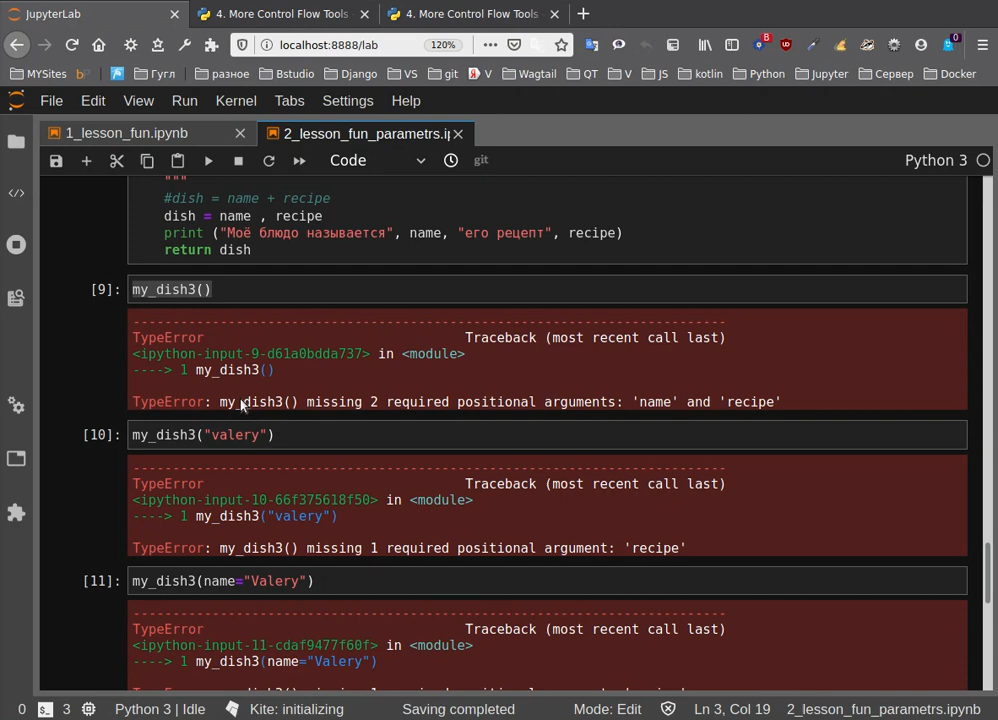 JupyterLab
4. More Control Flow Tools
4. More Control Flow Tools
localhost:8888/lab
120%
MYSites
Гугл
разное
Bstudio
Django
VS
git
V
Wagtail
QT
V
JS
kotlin
Python
Jupyter
Сервер
Docker
File Edit View Run Kernel Tabs Settings Help
1_lesson_fun.ipynb
2_lesson_fun_parametrs.ip
Code
git
Python 3
"""
#dish = name + recipe
dish = name , recipe
print ("Моё блюдо называется", name, "его рецепт", recipe)
return dish
[9]: my_dish3()
TypeError Traceback (most recent call last)
<ipython-input-9-d61a0bdda737> in <module>
----> 1 my_dish3()
TypeError: my_dish3() missing 2 required positional arguments: 'name' and 'recipe'
[10]: my_dish3("valery")
TypeError Traceback (most recent call last)
<ipython-input-10-66f375618f50> in <module>
----> 1 my_dish3("valery")
TypeError: my_dish3() missing 1 required positional argument: 'recipe'
[11]: my_dish3(name="Valery")
TypeError Traceback (most recent call last)
<ipython-input-11-cdaf9477f60f> in <module>
----> 1 my_dish3(name="Valery")
0 3 Python 3 | Idle Kite: initializing Saving completed Mode: Edit Ln 3, Col 19 2_lesson_fun_parametrs.ipynb